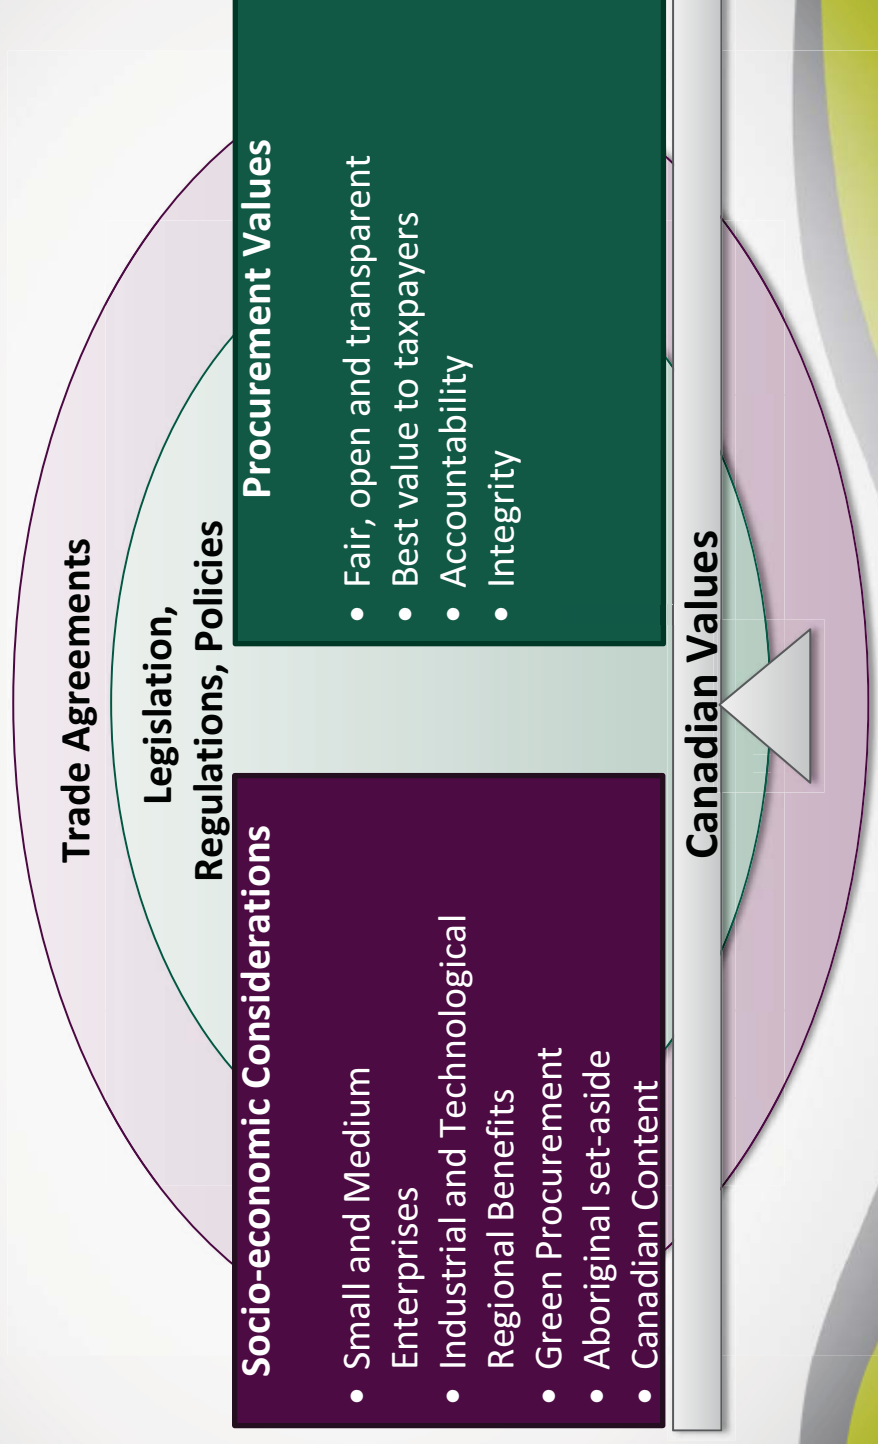 Trade Agreements
Legislation,
Regulations, Policies
Socio-economic Considerations
• Small and Medium
Enterprises
• Industrial and Technological
Regional Benefits
• Green Procurement
• Aboriginal set-aside
• Canadian Content
Procurement Values
• Fair, open and transparent
• Best value to taxpayers
• Accountability
• Integrity
Canadian Values